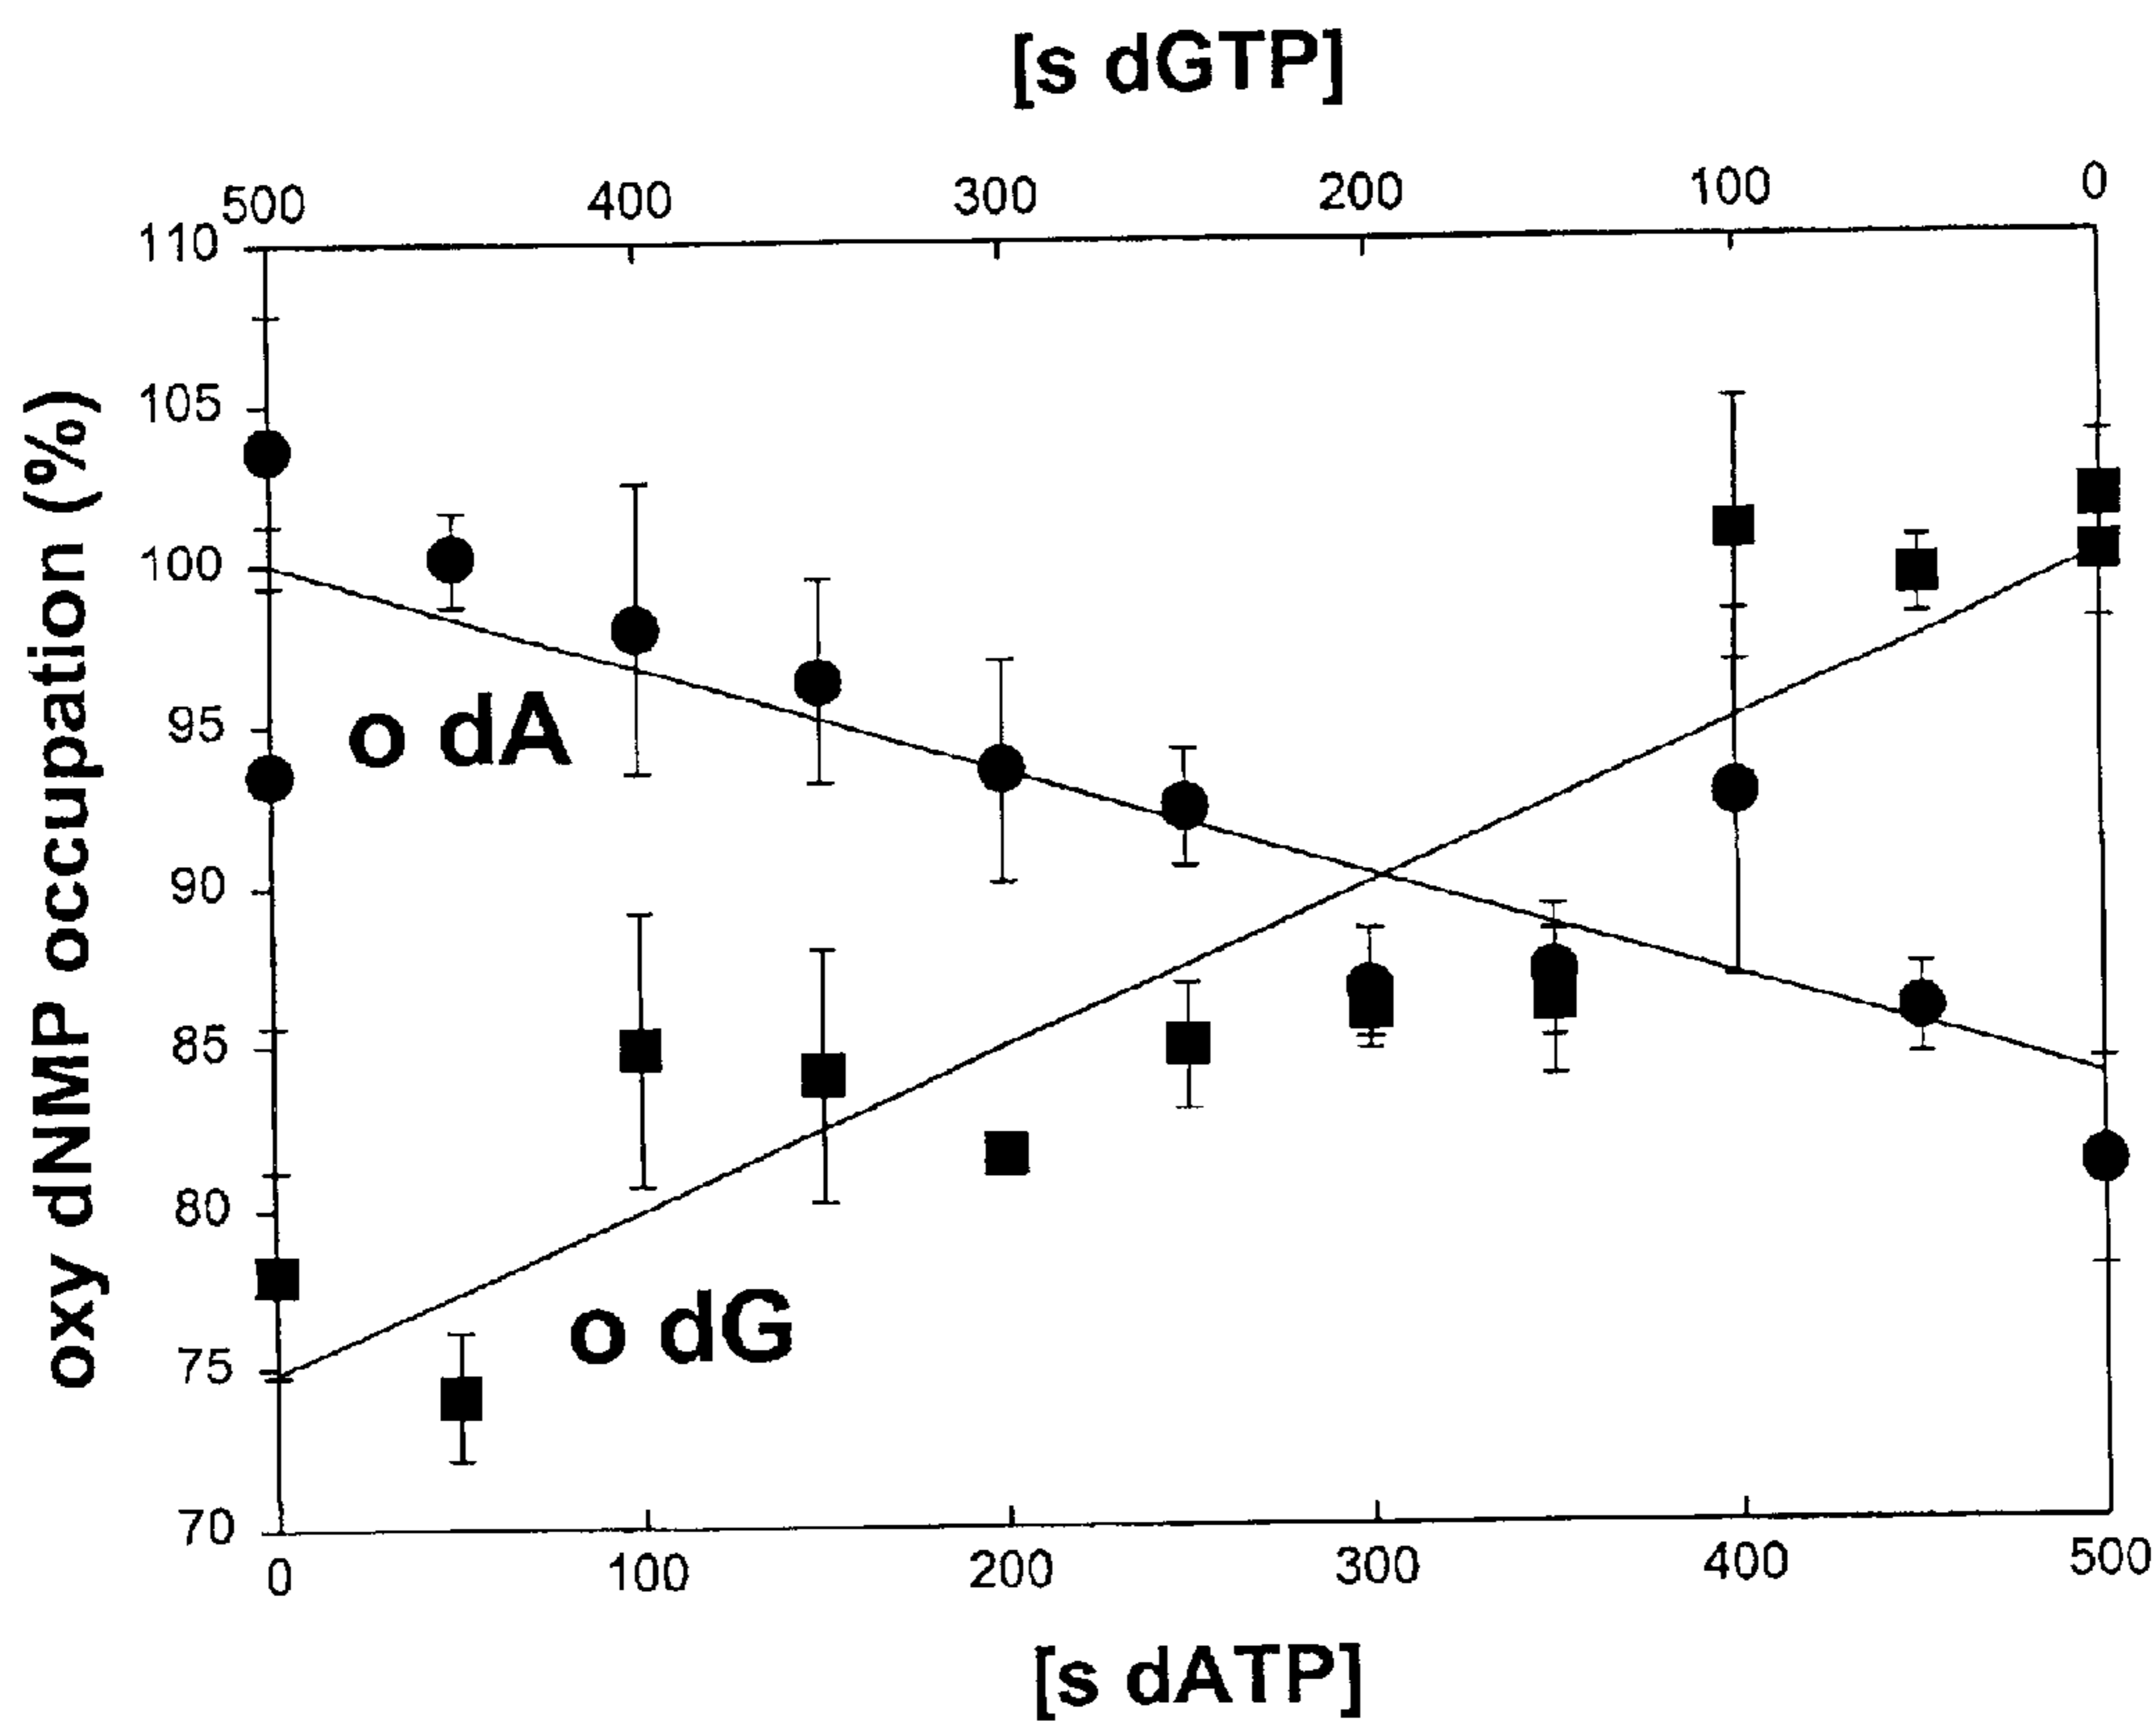 [s dGTP]
500 400 300 200 100 0
110
105
100
95
90
85
80
75
70
oxy dNMP occupation (%)
o dA
o dG
0 100 200 300 400 500
[s dATP]